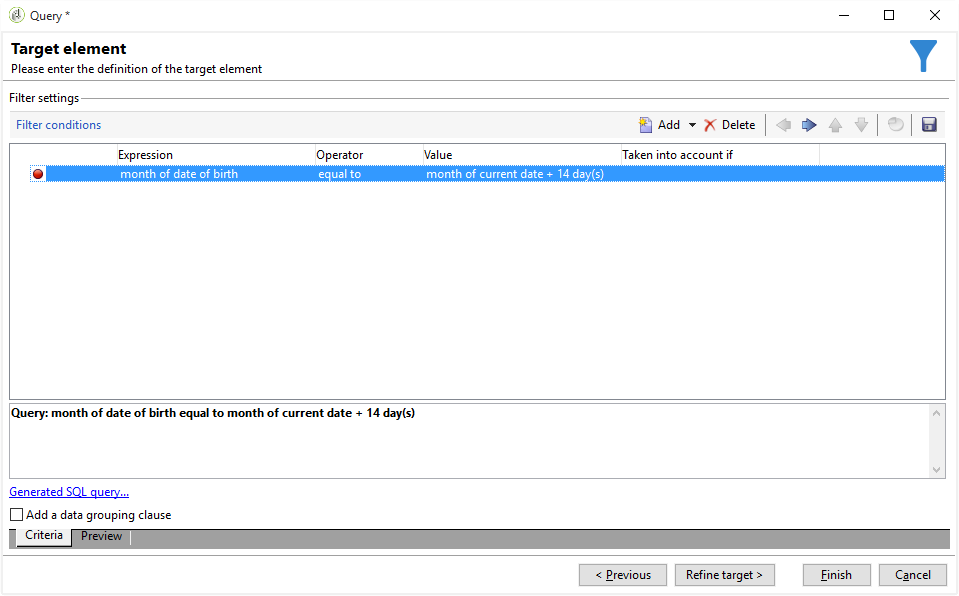 Query *
Target element
Please enter the definition of the target element
Filter settings
Filter conditions Add Delete
Expression Operator Value Taken into account if
month of date of birth equal to month of current date + 14 day(s)
Query: month of date of birth equal to month of current date + 14 day(s)
Generated SQL query...
Add a data grouping clause
Criteria Preview
< Previous Refine target > Finish Cancel